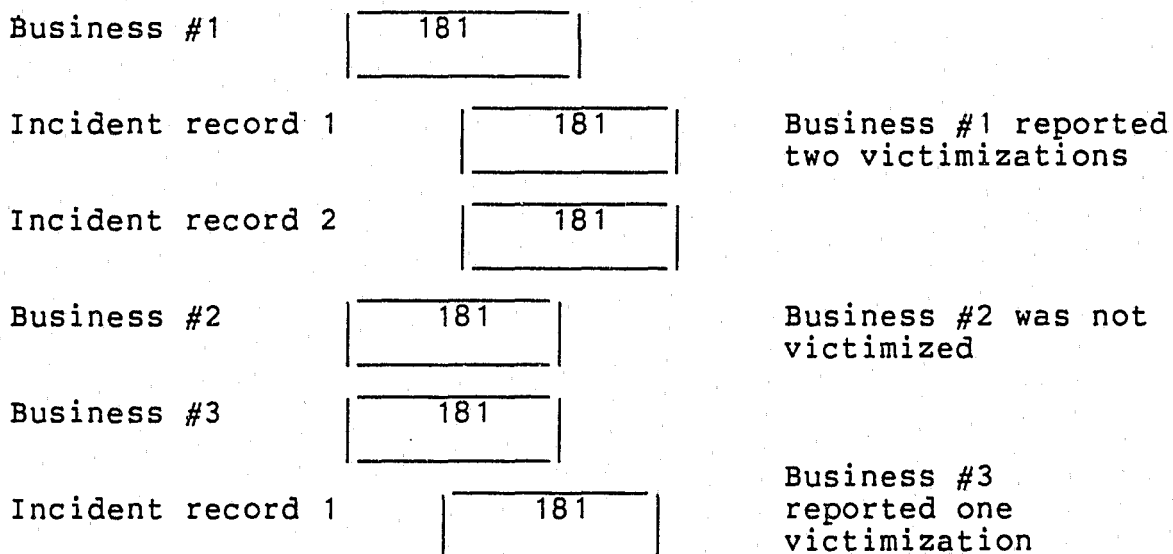 Business #1 181
Incident record 1 181 Business #1 reported
two victimizations
Incident record 2 181
Business #2 181 Business #2 was not
victimized
Business #3 181
Business #3
Incident record 1 181 reported one
victimization